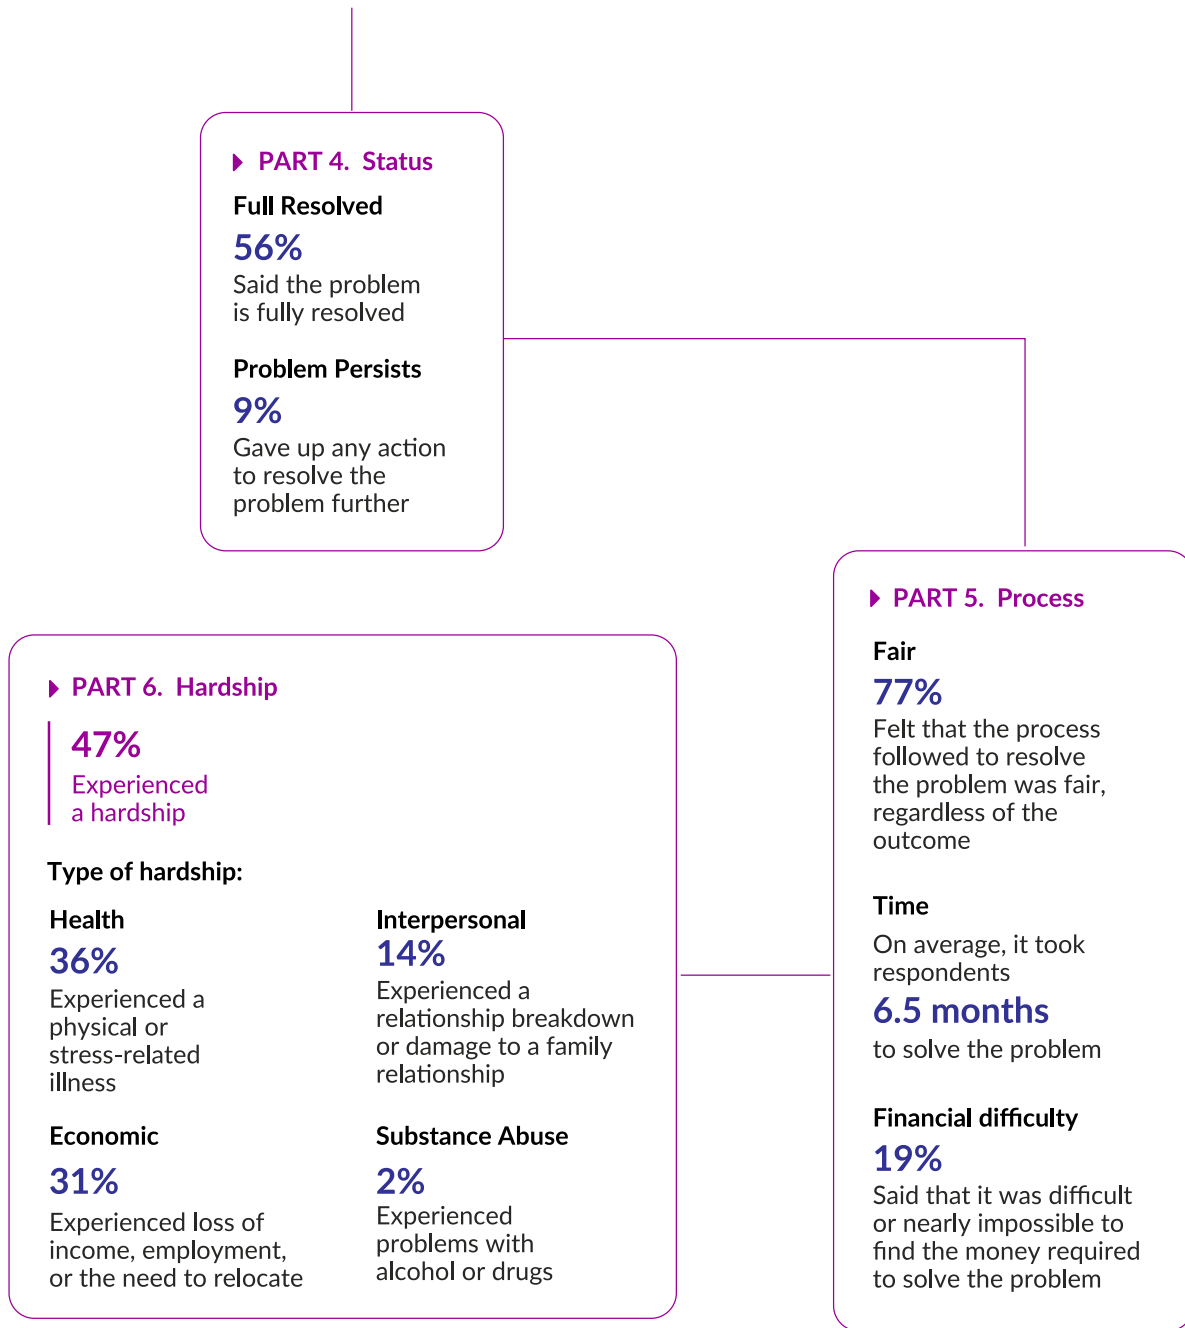 PART 4. Status
Full Resolved
56%
Said the problem
is fully resolved
Problem Persists
9%
Gave up any action
to resolve the
problem further
PART 5. Process
Fair
77%
Felt that the process
followed to resolve
the problem was fair,
regardless of the
outcome
Time
On average, it took
respondents
6.5 months
to solve the problem
Financial difficulty
19%
Said that it was difficult
or nearly impossible to
find the money required
to solve the problem
PART 6. Hardship
47%
Experienced
a hardship
Type of hardship:
Health
36%
Experienced a
physical or
stress-related
illness
Interpersonal
14%
Experienced a
relationship breakdown
or damage to a family
relationship
Economic
31%
Experienced loss of
income, employment,
or the need to relocate
Substance Abuse
2%
Experienced
problems with
alcohol or drugs